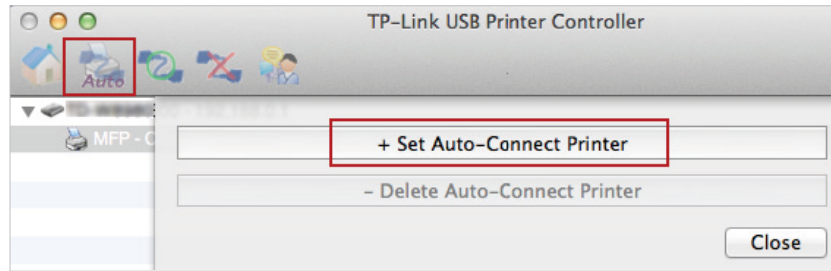 TP-Link USB Printer Controller
Auto
MFP - C
+ Set Auto-Connect Printer
- Delete Auto-Connect Printer
Close